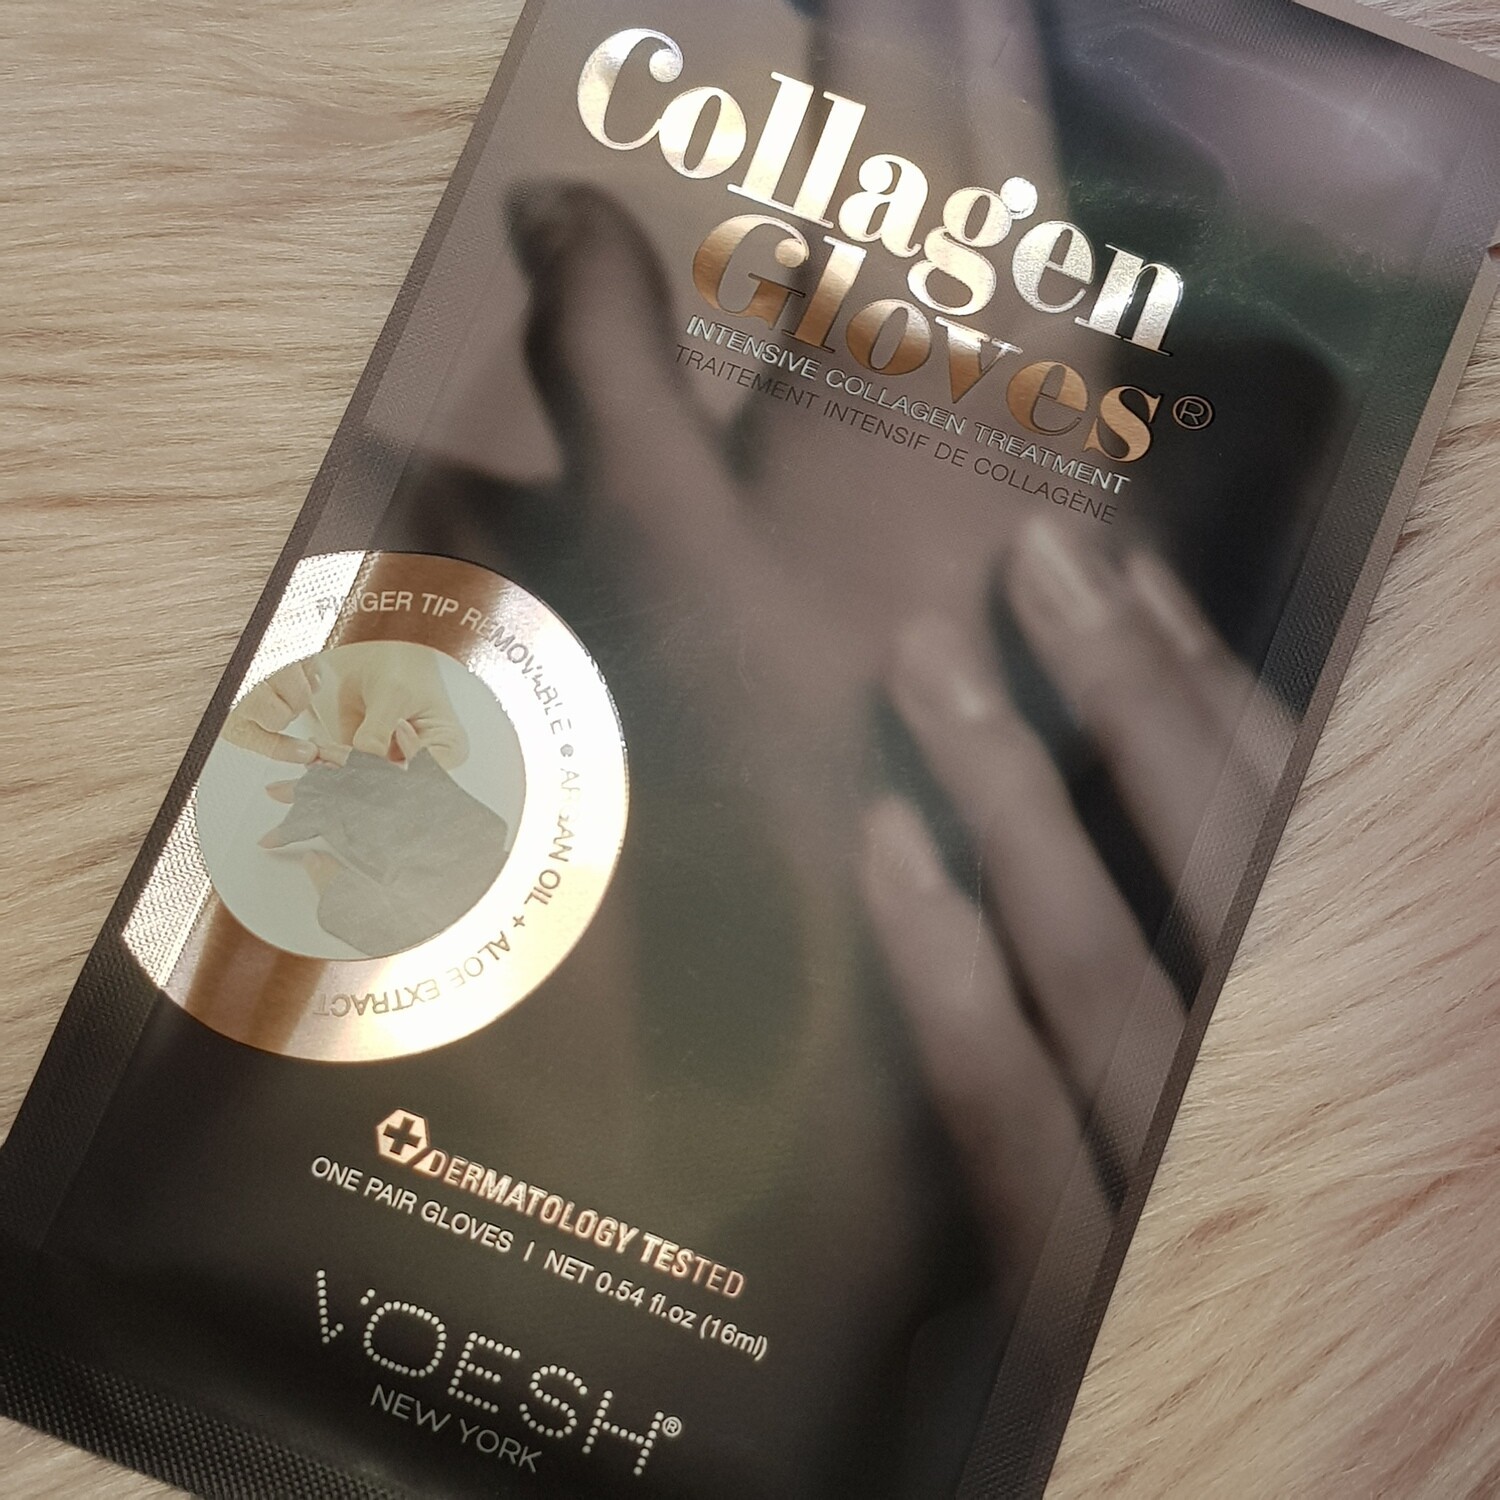 Collagen
Gloves®
INTENSIVE COLLAGEN TREATMENT
TRAITEMENT INTENSIF DE COLLAGÈNE
FINGER TIP REMOVABLE • ARGAN OIL + ALOE EXTRACT
DERMATOLOGY TESTED
ONE PAIR GLOVES | NET 0.54 fl.oz (16ml)
VOESH®
NEW YORK